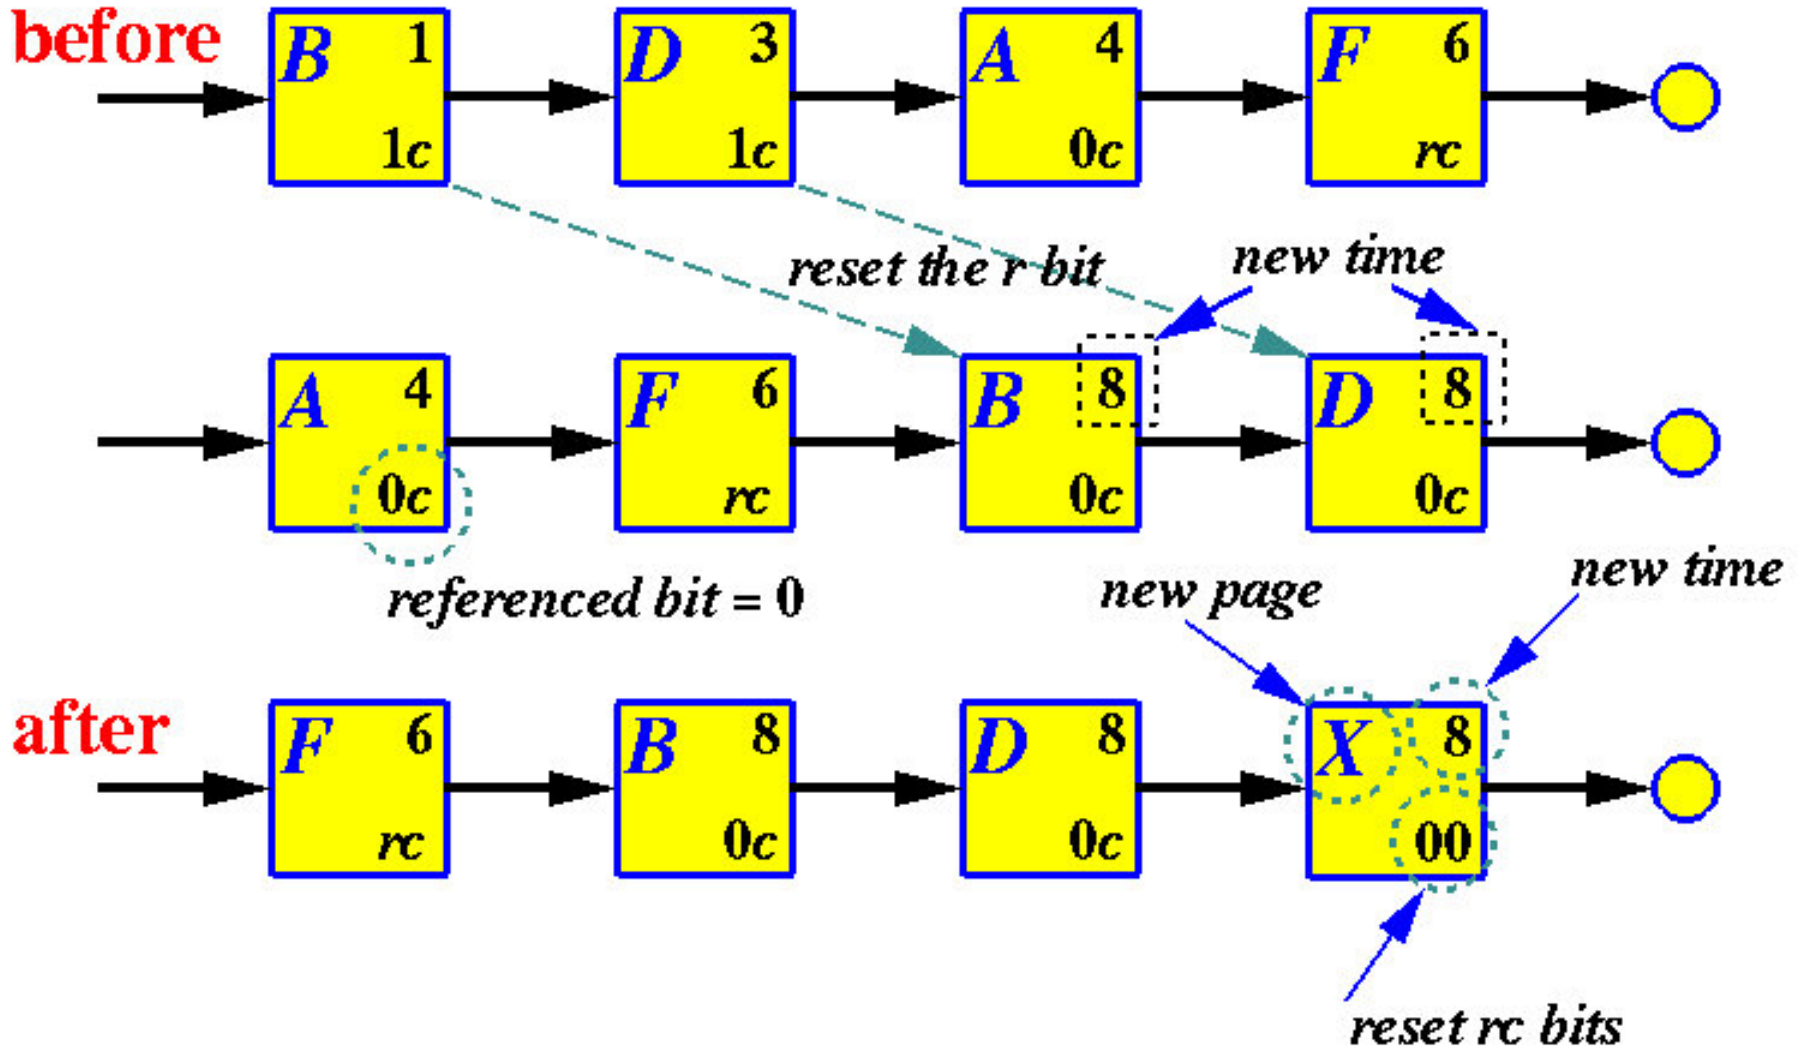 before
B 1
1c
D 3
1c
A 4
0c
F 6
rc
reset the r bit
new time
A 4
0c
F 6
rc
B 8
0c
D 8
0c
referenced bit = 0
new page
new time
after
F 6
rc
B 8
0c
D 8
0c
X 8
00
reset rc bits